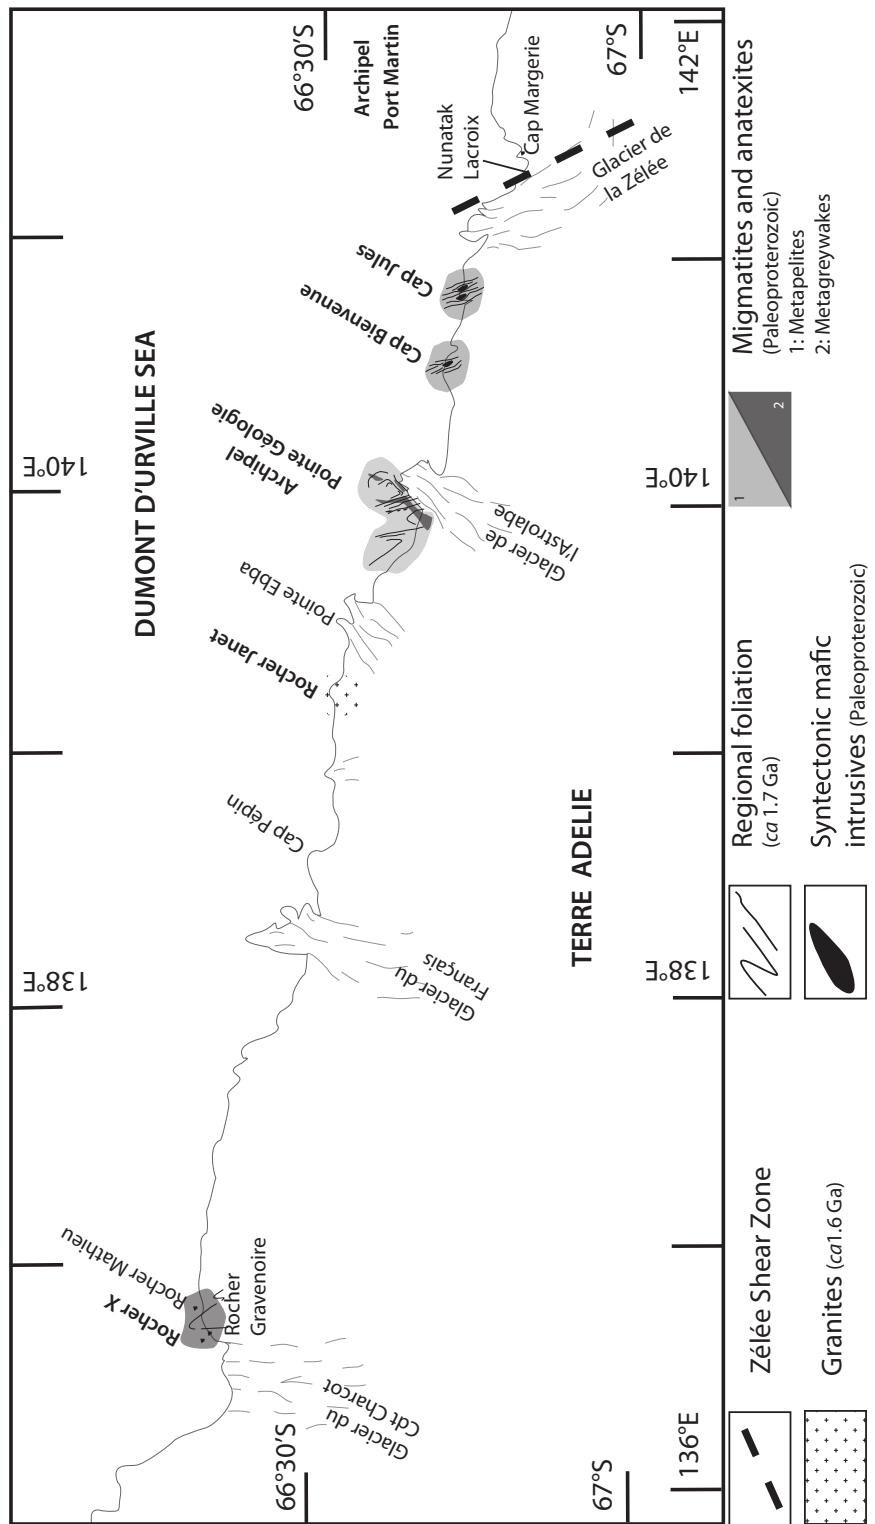 DUMONT D'URVILLE SEA
TERRE ADELIE
138°E
140°E
66°30'S
67°S
136°E
138°E
140°E
142°E
66°30'S
67°S
Rocher X
Rocher Mathieu
Rocher
Gravenoire
Glacier du
Cdt Charcot
Glacier du
Français
Cap Pépin
Rocher Janet
Pointe Ebba
Archipel
Pointe Géologie
Glacier de
l'Astrolabe
Cap Bienvenue
Cap Jules
Nunatak
Lacroix
Cap Margerie
Glacier de
la Zélée
Archipel
Port Martin
Zélée Shear Zone
Granites (ca1.6 Ga)
Regional foliation
(ca 1.7 Ga)
Syntectonic mafic
intrusives (Paleoproterozoic)
1
2
Migmatites and anatexites
(Paleoproterozoic)
1: Metapelites
2: Metagreywakes